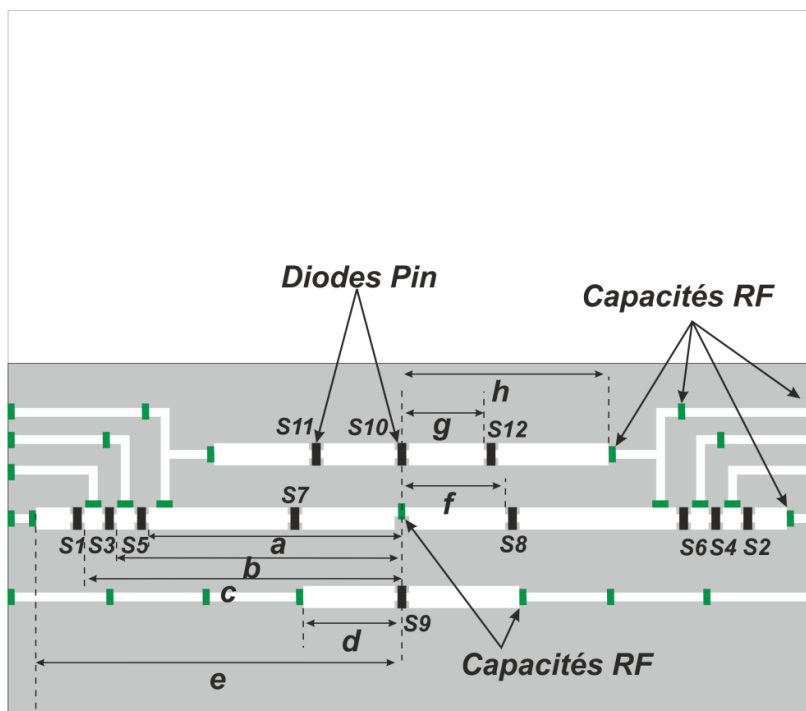 Diodes Pin
Capacités RF
h
S11
S10
g
S12
S7
f
S1
S3
S5
a
S8
S6
S4
S2
b
c
S9
d
Capacités RF
e